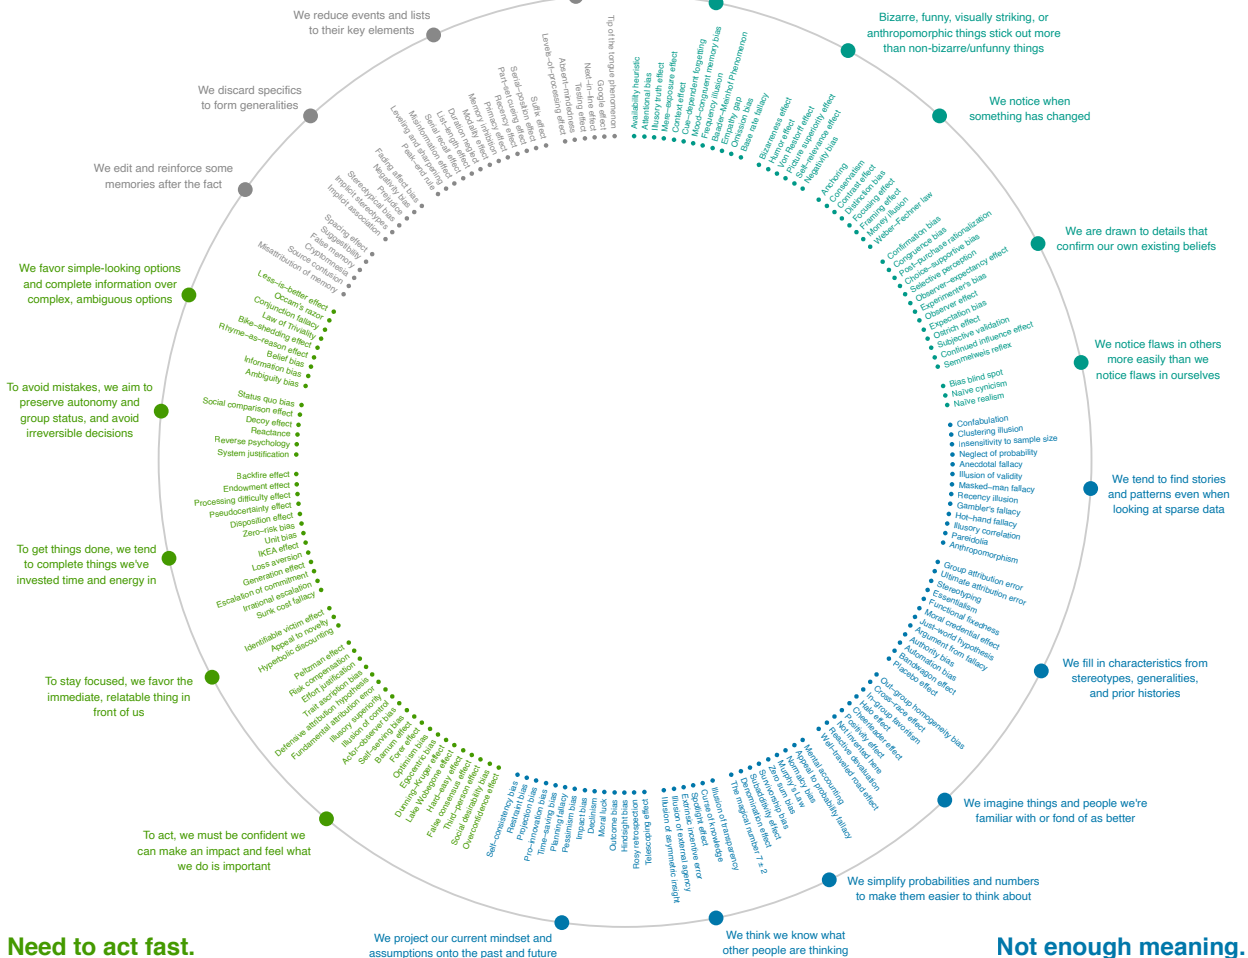 We reduce events and lists
to their key elements
We discard specifics
to form generalities
We edit and reinforce some
memories after the fact
Bizarre, funny, visually striking, or
anthropomorphic things stick out more
than non-bizarre/unfunny things
We notice when
something has changed
We are drawn to details that
confirm our own existing beliefs
We notice flaws in others
more easily than we
notice flaws in ourselves
We tend to find stories
and patterns even when
looking at sparse data
We fill in characteristics from
stereotypes, generalities,
and prior histories
We imagine things and people we're
familiar with or fond of as better
We simplify probabilities and numbers
to make them easier to think about
We think we know what
other people are thinking
We project our current mindset and
assumptions onto the past and future
To act, we must be confident we
can make an impact and feel what
we do is important
To stay focused, we favor the
immediate, relatable thing in
front of us
To get things done, we tend
to complete things we've
invested time and energy in
To avoid mistakes, we aim to
preserve autonomy and
group status, and avoid
irreversible decisions
We favor simple-looking options
and complete information over
complex, ambiguous options
Availability heuristic
Attentional bias
Illusory truth effect
Mere–exposure effect
Context effect
Cue–dependent forgetting
Mood–congruent memory bias
Frequency illusion
Baader–Meinhof Phenomenon
Empathy gap
Omission bias
Base rate fallacy
Bizarreness effect
Humor effect
Von Restorff effect
Picture superiority effect
Self–relevance effect
Negativity bias
Anchoring
Conservatism
Contrast effect
Distinction bias
Focusing effect
Framing effect
Money illusion
Weber–Fechner law
Confirmation bias
Congruence bias
Post–purchase rationalization
Choice–supportive bias
Selective perception
Observer–expectancy effect
Experimenter's bias
Observer effect
Expectation bias
Ostrich effect
Subjective validation
Continued influence effect
Semmelweis reflex
Bias blind spot
Naïve cynicism
Naïve realism
Confabulation
Clustering illusion
Insensitivity to sample size
Neglect of probability
Anecdotal fallacy
Illusion of validity
Masked–man fallacy
Recency illusion
Gambler's fallacy
Hot–hand fallacy
Illusory correlation
Pareidolia
Anthropomorphism
Group attribution error
Ultimate attribution error
Stereotyping
Essentialism
Functional fixedness
Moral credential effect
Just–world hypothesis
Argument from fallacy
Authority bias
Automation bias
Bandwagon effect
Placebo effect
Out–group homogeneity bias
Cross–race effect
In–group favoritism
Halo effect
Cheerleader effect
Positivity effect
Not invented here
Reactive devaluation
Well–traveled road effect
Mental accounting
Appeal to probability fallacy
Normalcy bias
Murphy's Law
Zero sum bias
Survivorship bias
Subadditivity effect
Denomination effect
The magical number 7 ± 2
Illusion of transparency
Curse of knowledge
Spotlight effect
Extrinsic incentive error
Illusion of external agency
Illusion of asymmetric insight
Telescoping effect
Rosy retrospection
Hindsight bias
Outcome bias
Moral luck
Declinism
Impact bias
Pessimism bias
Planning fallacy
Time–saving bias
Pro–innovation bias
Projection bias
Restraint bias
Self–consistency bias
Overconfidence effect
Social desirability bias
Third–person effect
False consensus effect
Hard–easy effect
Lake Wobegone effect
Dunning–Kruger effect
Egocentric bias
Optimism bias
Forer effect
Barnum effect
Self–serving bias
Actor–observer bias
Illusion of control
Illusory superiority
Fundamental attribution error
Defensive attribution hypothesis
Trait ascription bias
Effort justification
Risk compensation
Peltzman effect
Hyperbolic discounting
Appeal to novelty
Identifiable victim effect
Sunk cost fallacy
Irrational escalation
Escalation of commitment
Generation effect
Loss aversion
IKEA effect
Unit bias
Zero–risk bias
Disposition effect
Pseudocertainty effect
Processing difficulty effect
Endowment effect
Backfire effect
System justification
Reverse psychology
Reactance
Decoy effect
Social comparison effect
Status quo bias
Ambiguity bias
Information bias
Belief bias
Rhyme–as–reason effect
Bike–shedding effect
Law of Triviality
Conjunction fallacy
Occam's razor
Less–is–better effect
Misattribution of memory
Source confusion
Cryptomnesia
False memory
Suggestibility
Spacing effect
Implicit association
Implicit stereotypes
Stereotypical bias
Prejudice
Negativity bias
Fading affect bias
Peak–end rule
Leveling and sharpening
Misinformation effect
Serial recall effect
List–length effect
Duration neglect
Modality effect
Memory inhibition
Primacy effect
Recency effect
Part–set cueing effect
Serial–position effect
Suffix effect
Levels–of–processing effect
Absent–mindedness
Testing effect
Next–in–line effect
Google effect
Tip of the tongue phenomenon
Need to act fast.
Not enough meaning.